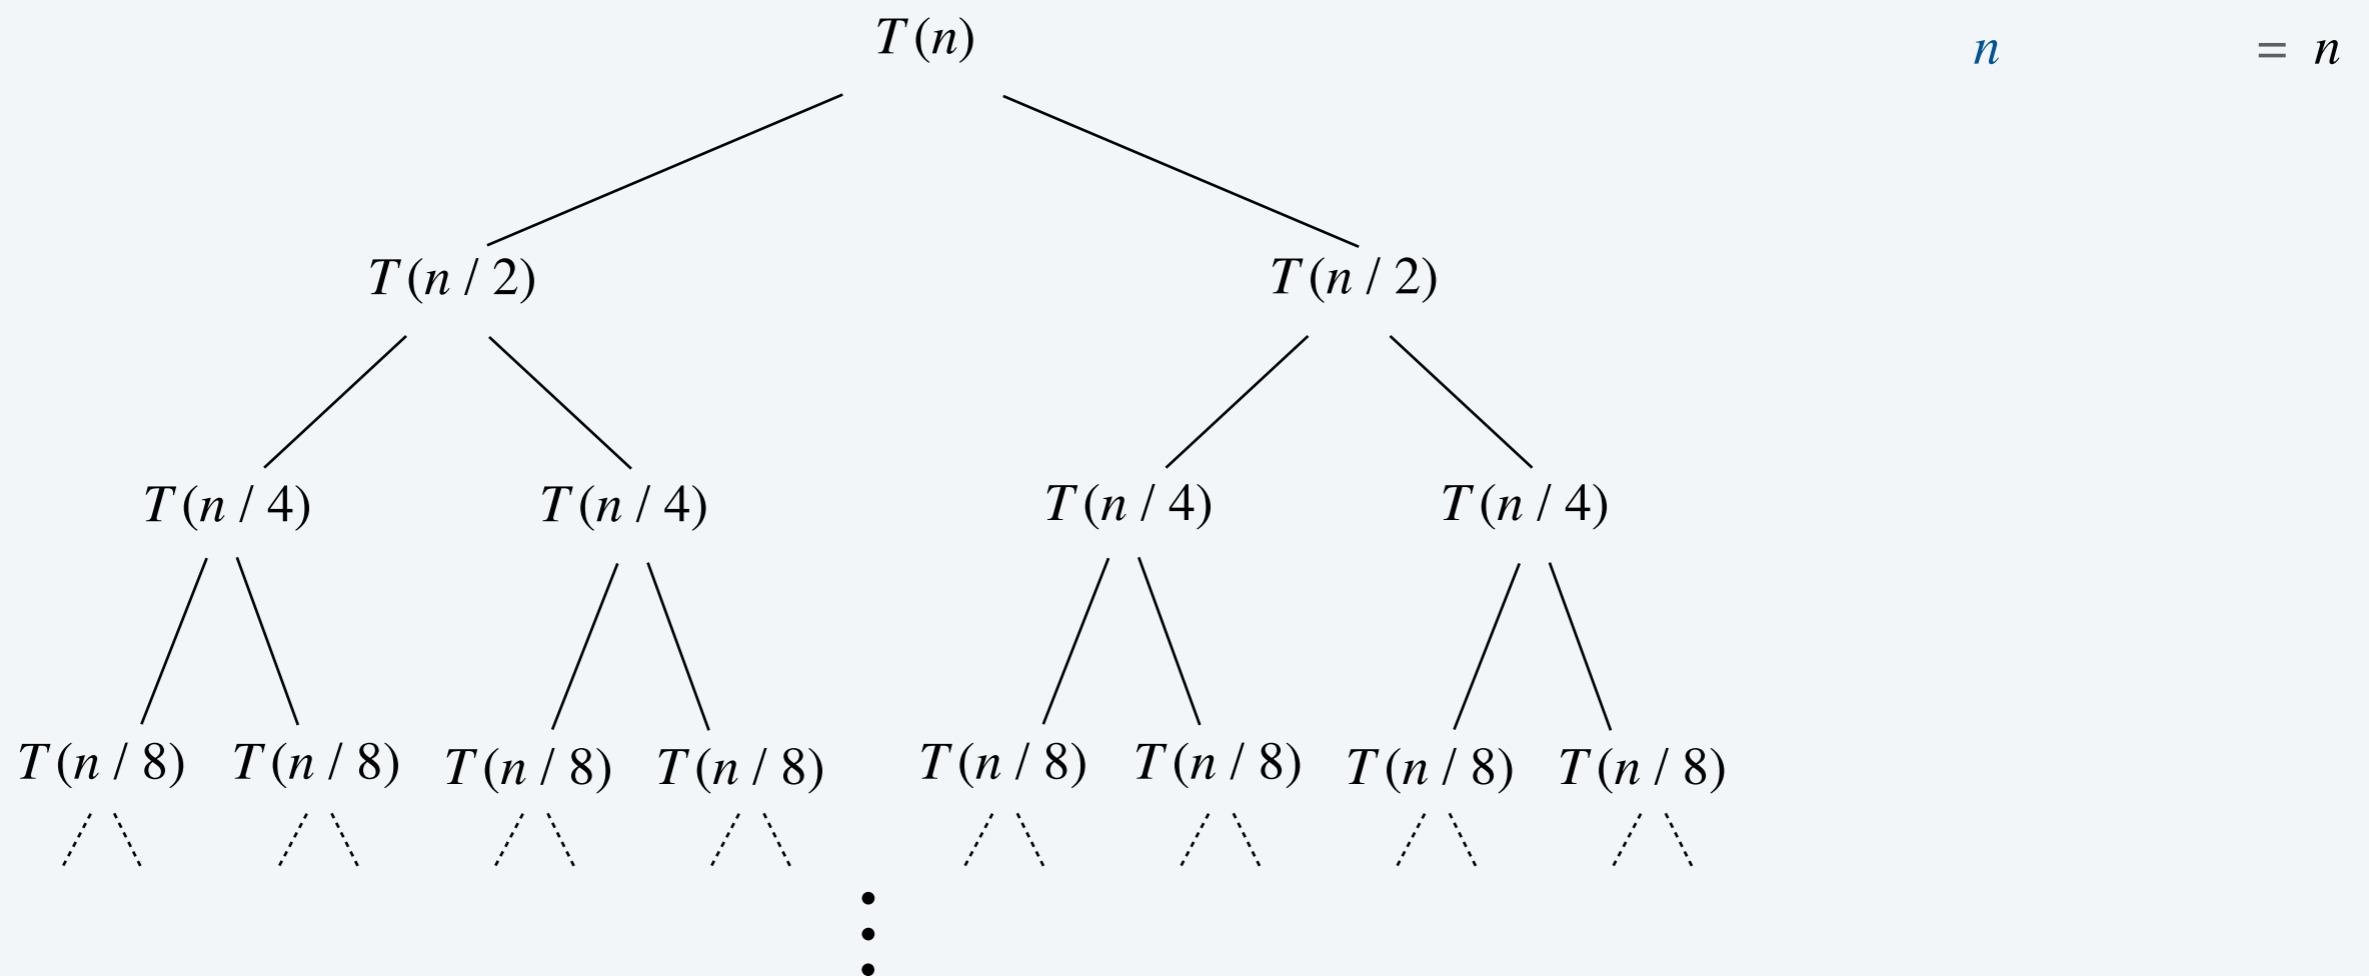 T(n) n = n
T(n / 2) T(n / 2)
T(n / 4) T(n / 4) T(n / 4) T(n / 4)
T(n / 8) T(n / 8) T(n / 8) T(n / 8) T(n / 8) T(n / 8) T(n / 8) T(n / 8)